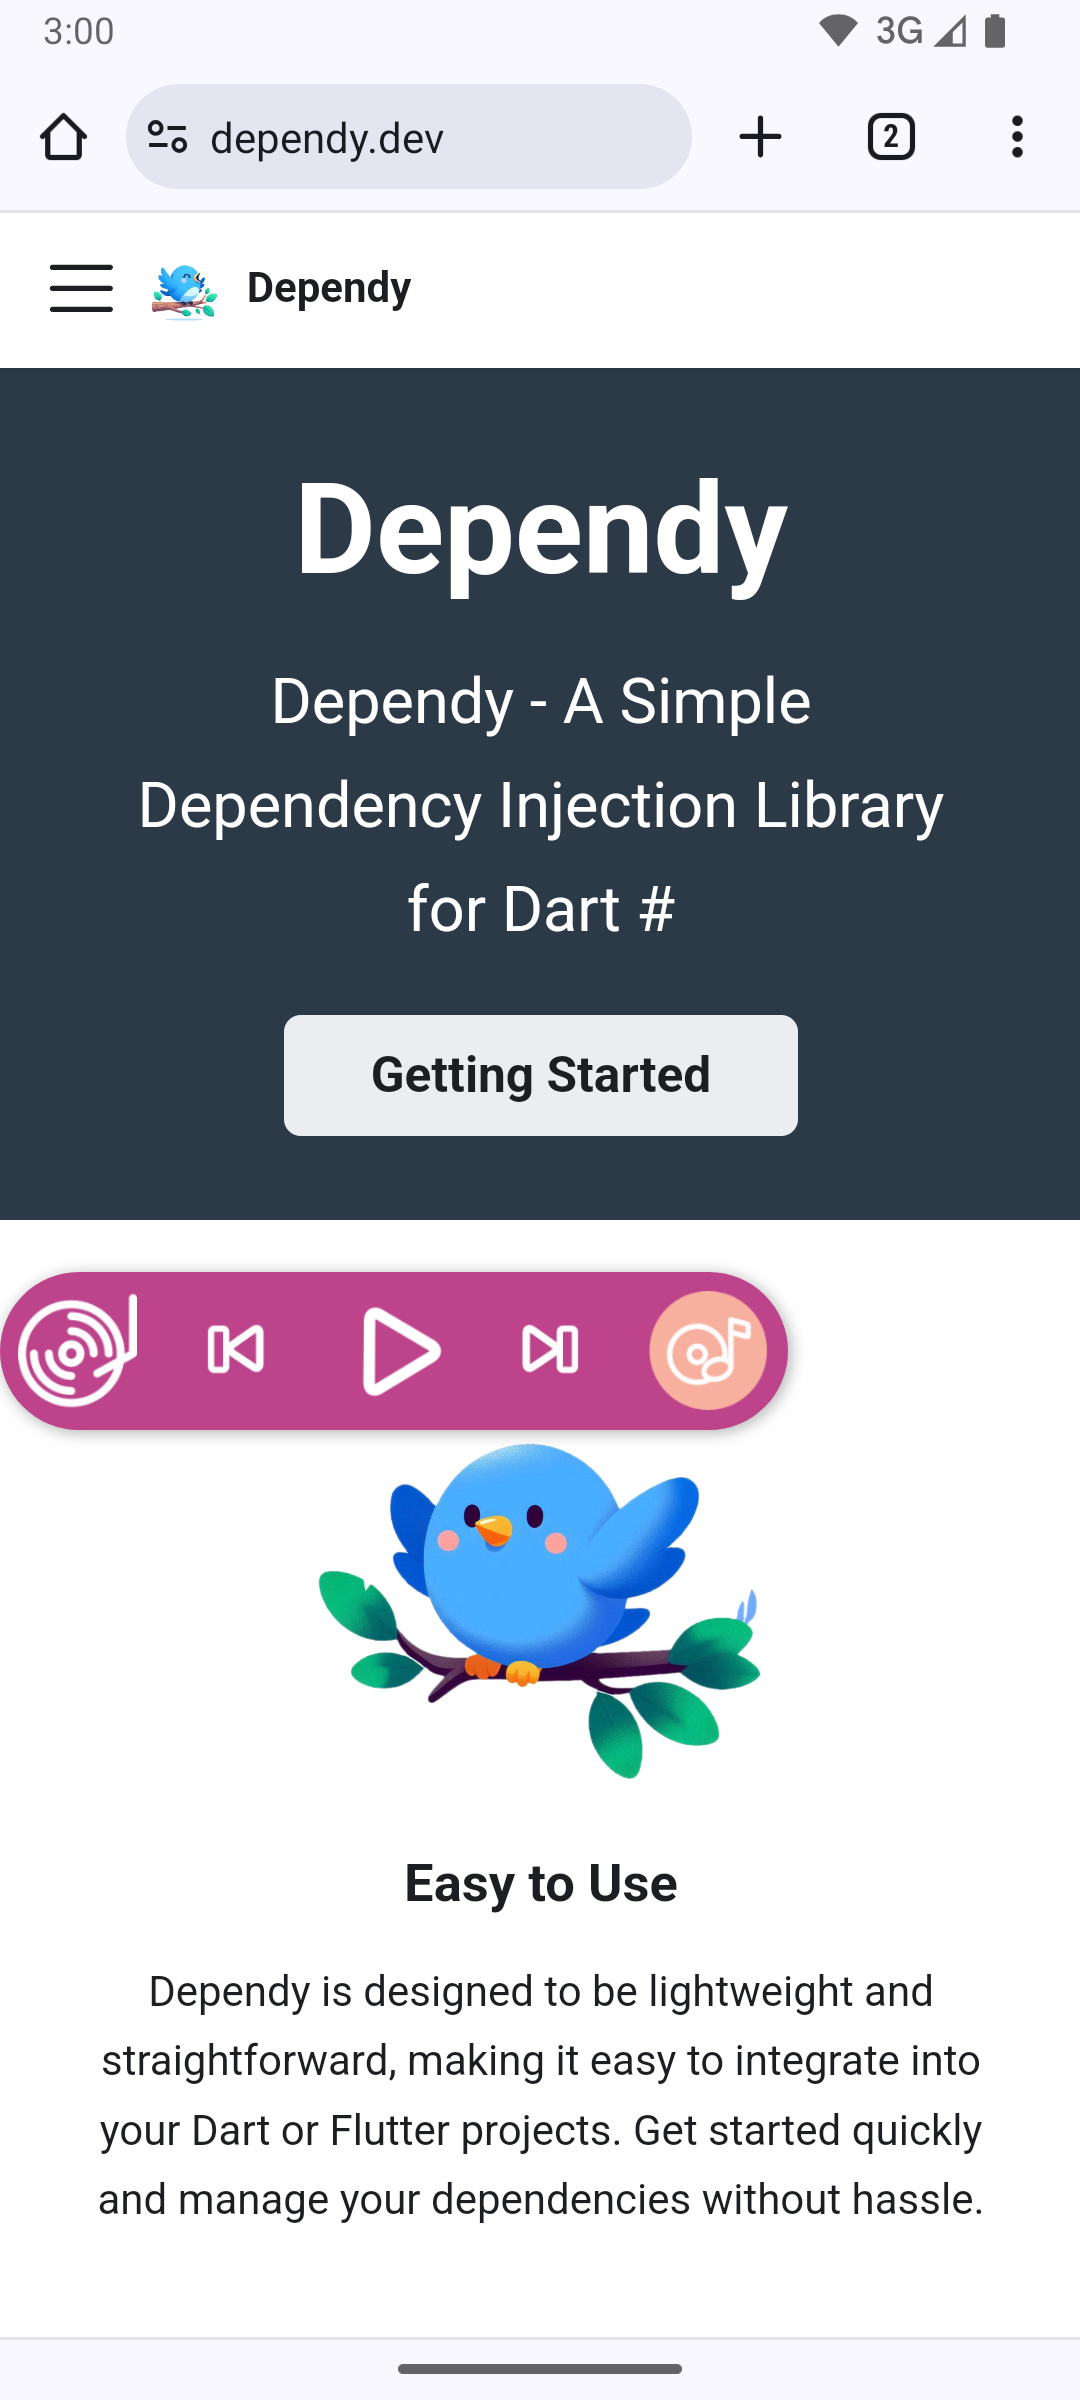 3:00
3G
dependy.dev
2
Dependy
Dependy
Dependy - A Simple
Dependency Injection Library
for Dart #
Getting Started
Easy to Use
Dependy is designed to be lightweight and
straightforward, making it easy to integrate into
your Dart or Flutter projects. Get started quickly
and manage your dependencies without hassle.